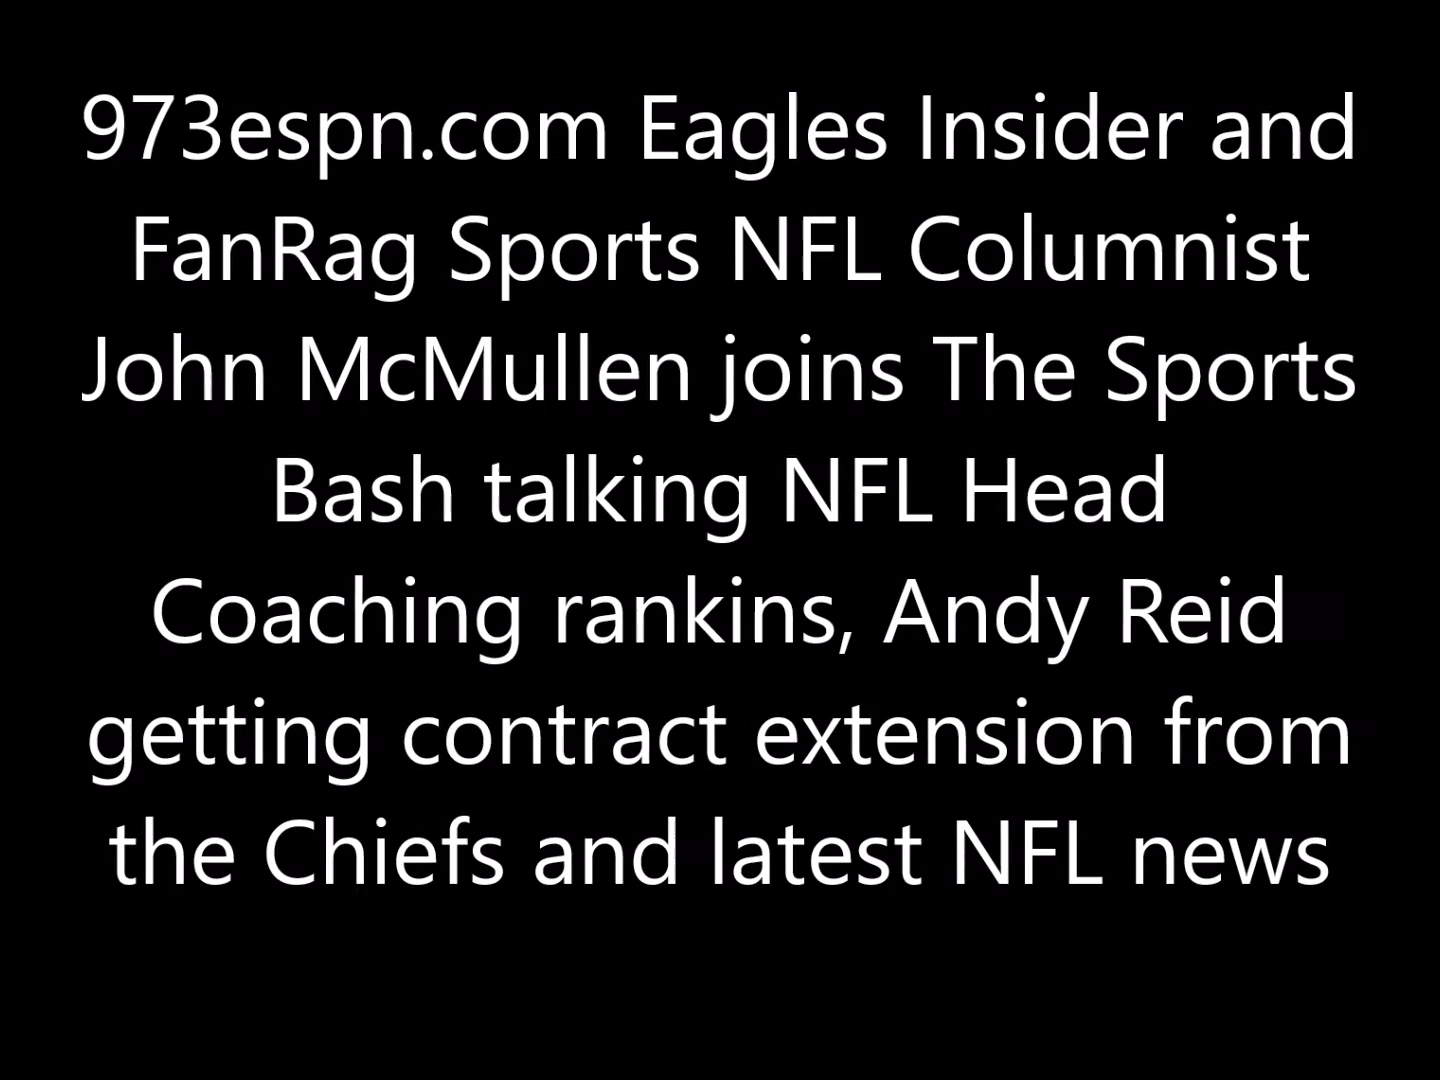 973espn.com Eagles Insider and
FanRag Sports NFL Columnist
John McMullen joins The Sports
Bash talking NFL Head
Coaching rankins, Andy Reid
getting contract extension from
the Chiefs and latest NFL news